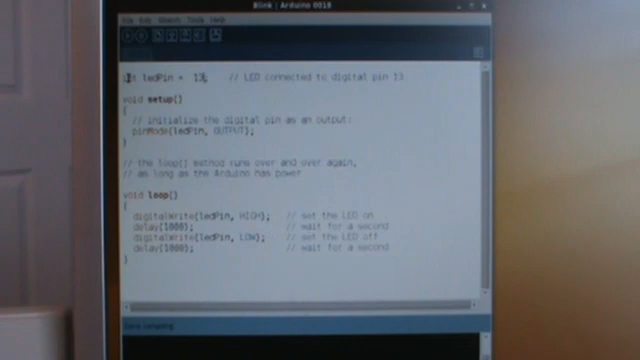 Blink | Arduino 0018
File Edit Sketch Tools Help
int ledPin = 13; // LED connected to digital pin 13
void setup()
{
// initialize the digital pin as an output:
pinMode(ledPin, OUTPUT);
}
// the loop() method runs over and over again,
// as long as the Arduino has power
void loop()
{
digitalWrite(ledPin, HIGH); // set the LED on
delay(1000); // wait for a second
digitalWrite(ledPin, LOW); // set the LED off
delay(1000); // wait for a second
}
Done compiling